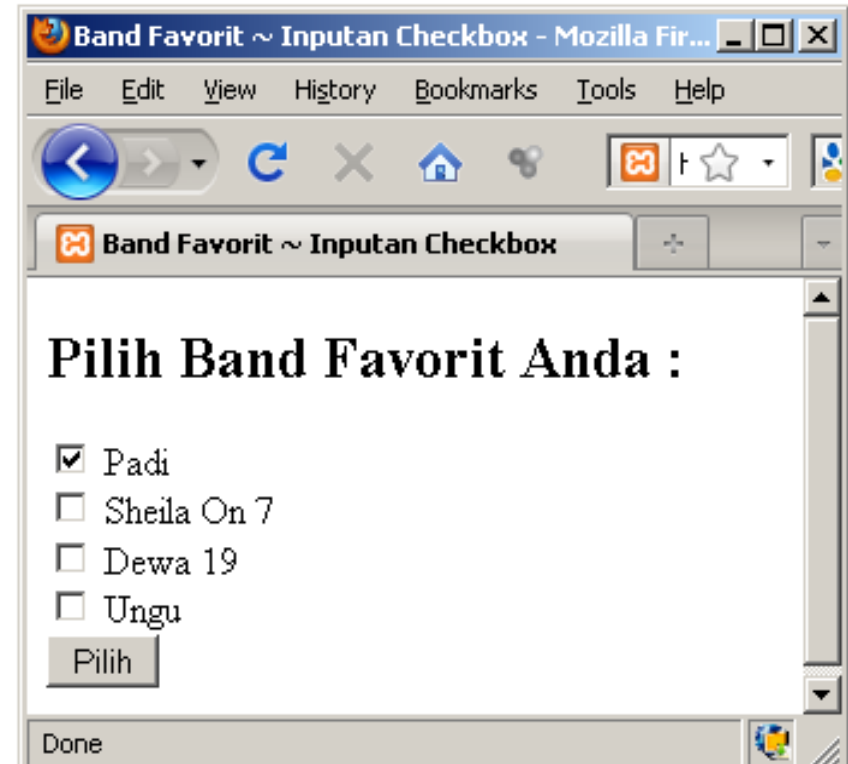 Band Favorit ~ Inputan Checkbox - Mozilla Fir...
File Edit View History Bookmarks Tools Help
Band Favorit ~ Inputan Checkbox
Pilih Band Favorit Anda :
Padi
Sheila On 7
Dewa 19
Ungu
Pilih
Done